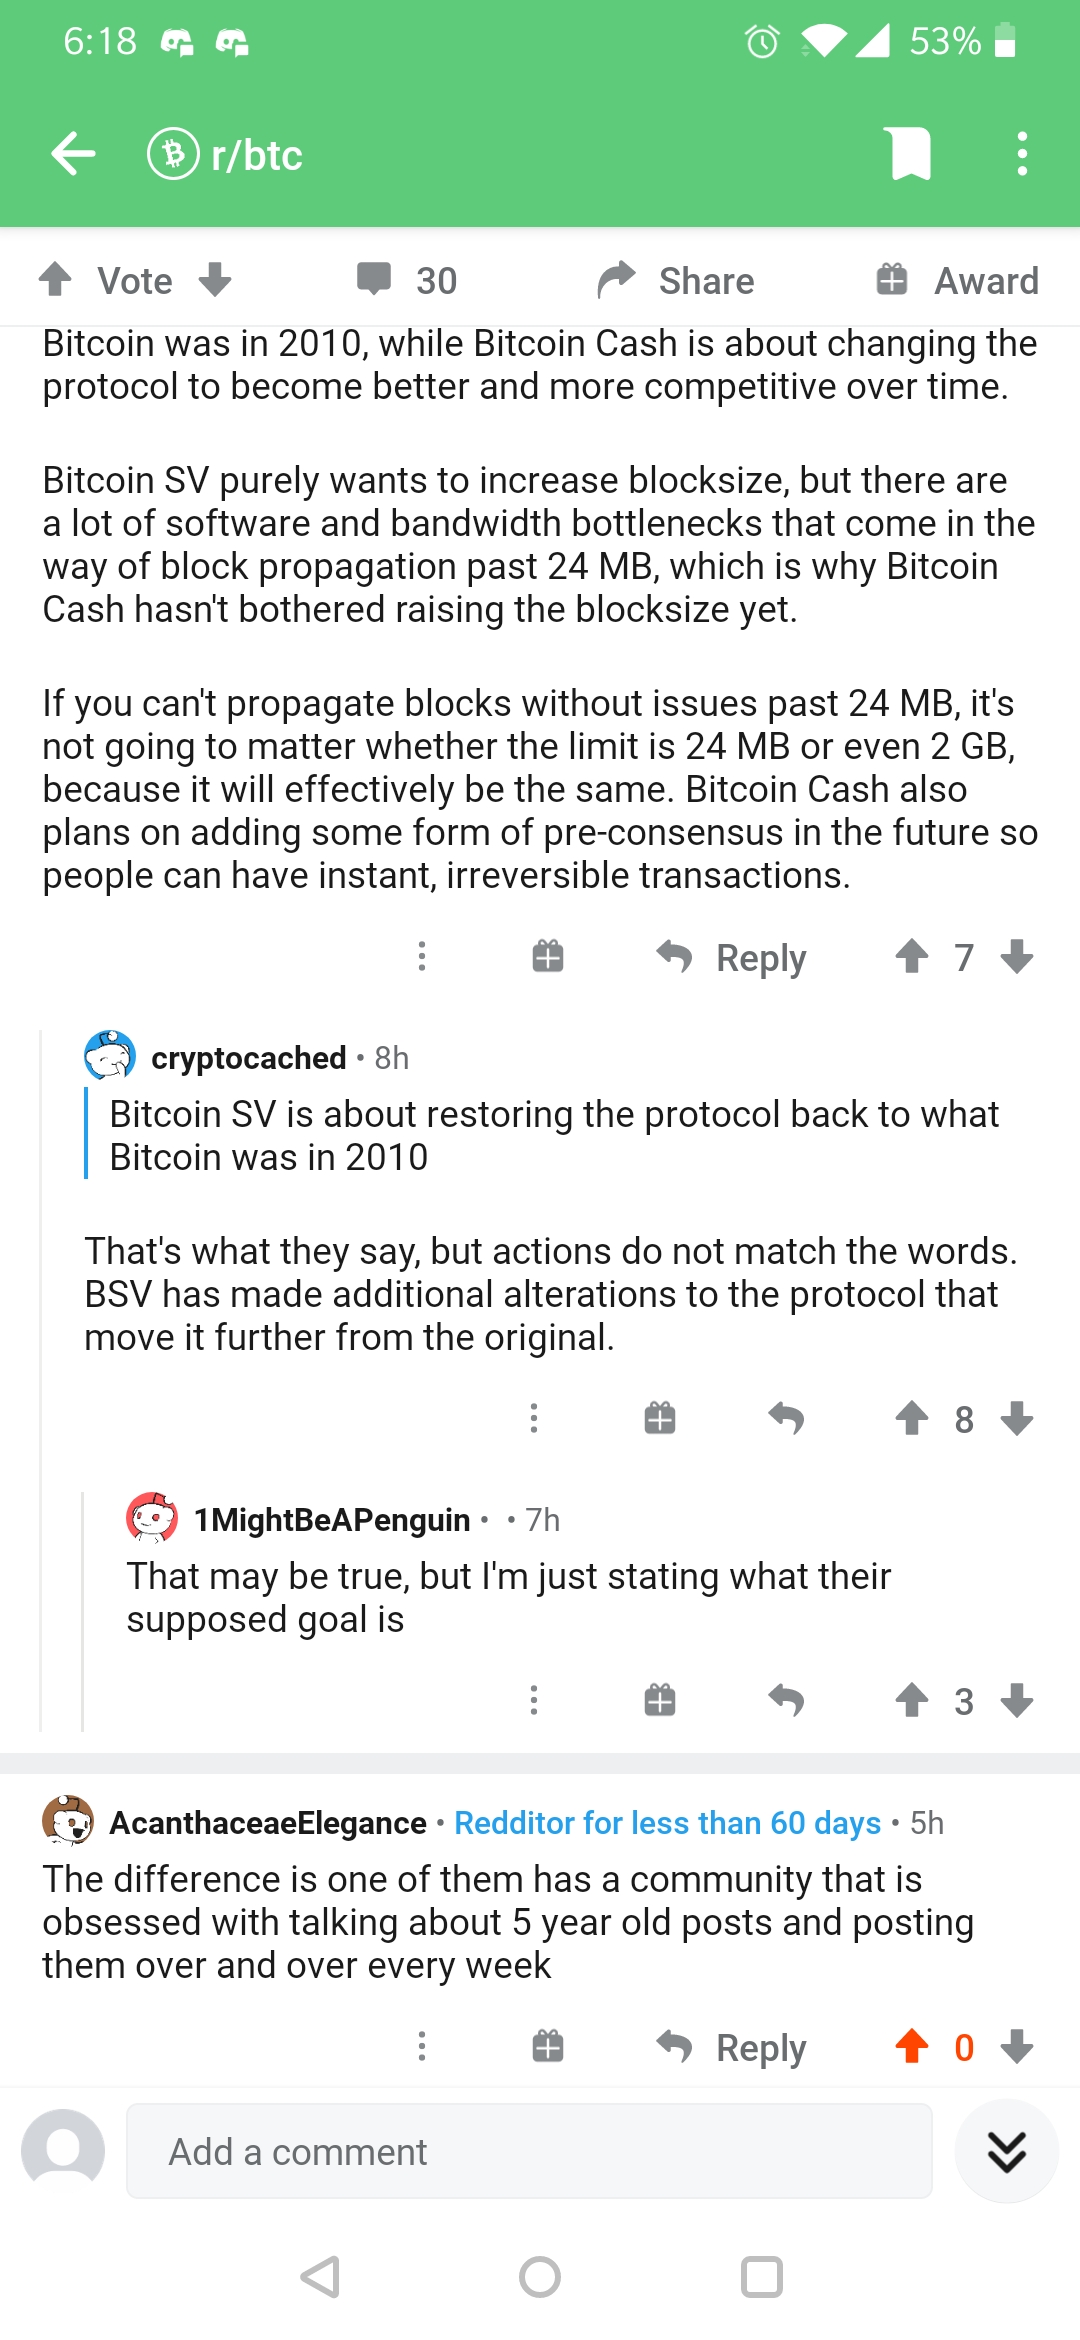 6:18
53%
r/btc
Vote
30
Share
Award
Bitcoin was in 2010, while Bitcoin Cash is about changing the
protocol to become better and more competitive over time.
Bitcoin SV purely wants to increase blocksize, but there are
a lot of software and bandwidth bottlenecks that come in the
way of block propagation past 24 MB, which is why Bitcoin
Cash hasn't bothered raising the blocksize yet.
If you can't propagate blocks without issues past 24 MB, it's
not going to matter whether the limit is 24 MB or even 2 GB,
because it will effectively be the same. Bitcoin Cash also
plans on adding some form of pre-consensus in the future so
people can have instant, irreversible transactions.
Reply 7
cryptocached • 8h
Bitcoin SV is about restoring the protocol back to what
Bitcoin was in 2010
That's what they say, but actions do not match the words.
BSV has made additional alterations to the protocol that
move it further from the original.
8
1MightBeAPenguin • • 7h
That may be true, but I'm just stating what their
supposed goal is
3
AcanthaceaeElegance • Redditor for less than 60 days • 5h
The difference is one of them has a community that is
obsessed with talking about 5 year old posts and posting
them over and over every week
Reply 0
Add a comment